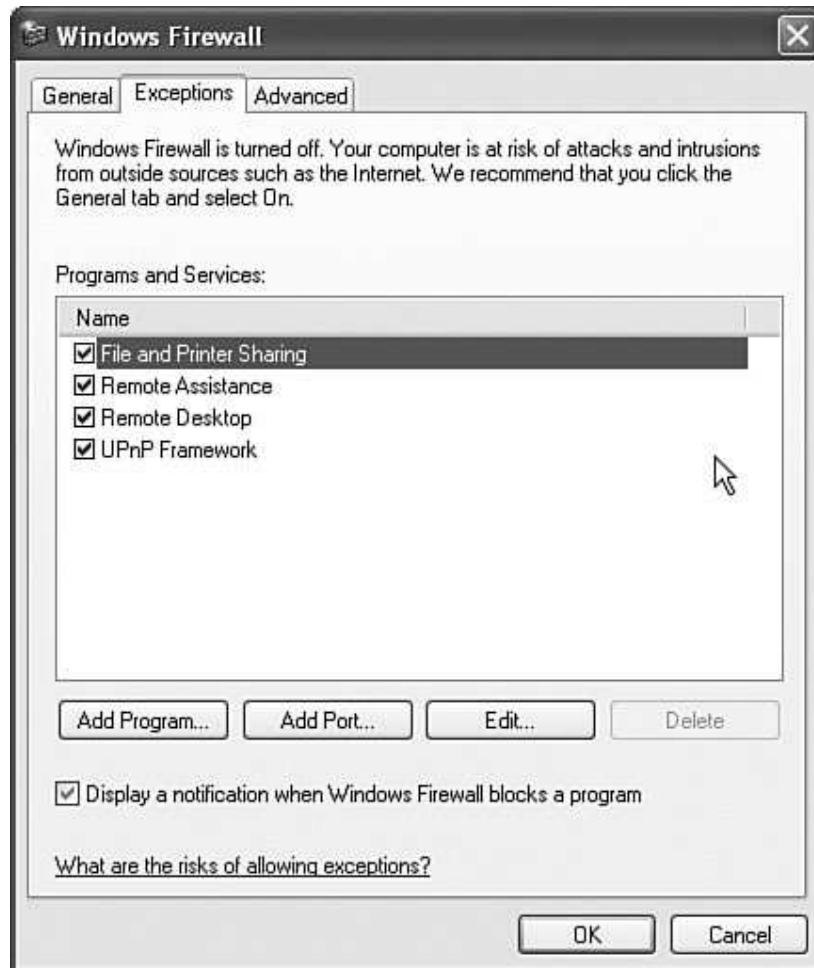 Windows Firewall
General Exceptions Advanced
Windows Firewall is turned off. Your computer is at risk of attacks and intrusions
from outside sources such as the Internet. We recommend that you click the
General tab and select On.
Programs and Services:
Name
File and Printer Sharing
Remote Assistance
Remote Desktop
UPnP Framework
Add Program... Add Port... Edit... Delete
Display a notification when Windows Firewall blocks a program
What are the risks of allowing exceptions?
OK Cancel